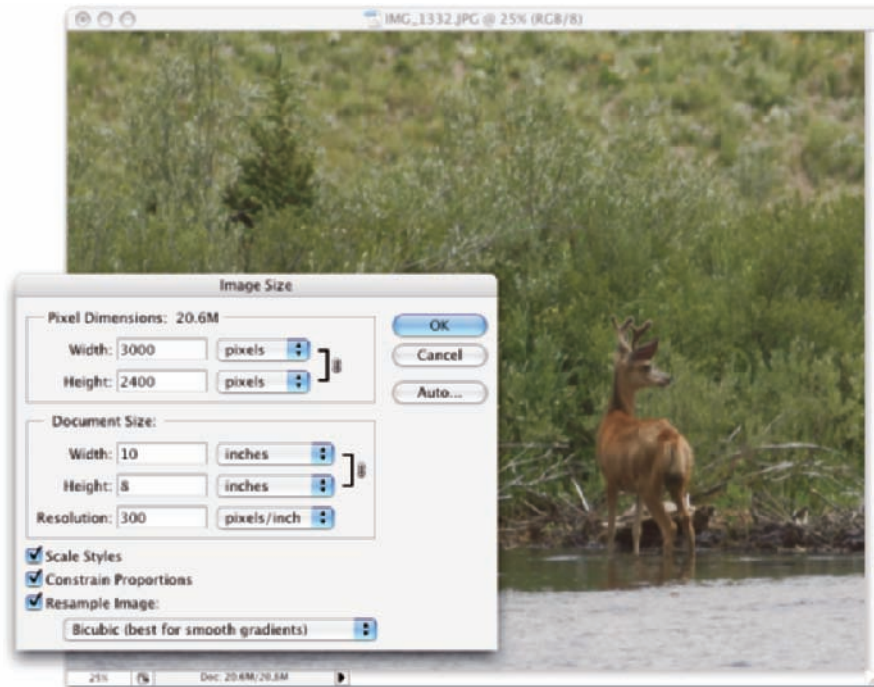 IMG_1332.JPG @ 25% (RGB/8)
Image Size
Pixel Dimensions: 20.6M
Width: 3000 pixels
Height: 2400 pixels
OK
Cancel
Auto...
Document Size:
Width: 10 inches
Height: 8 inches
Resolution: 300 pixels/inch
Scale Styles
Constrain Proportions
Resample Image:
Bicubic (best for smooth gradients)
25% Doc: 20.6M/20.6M